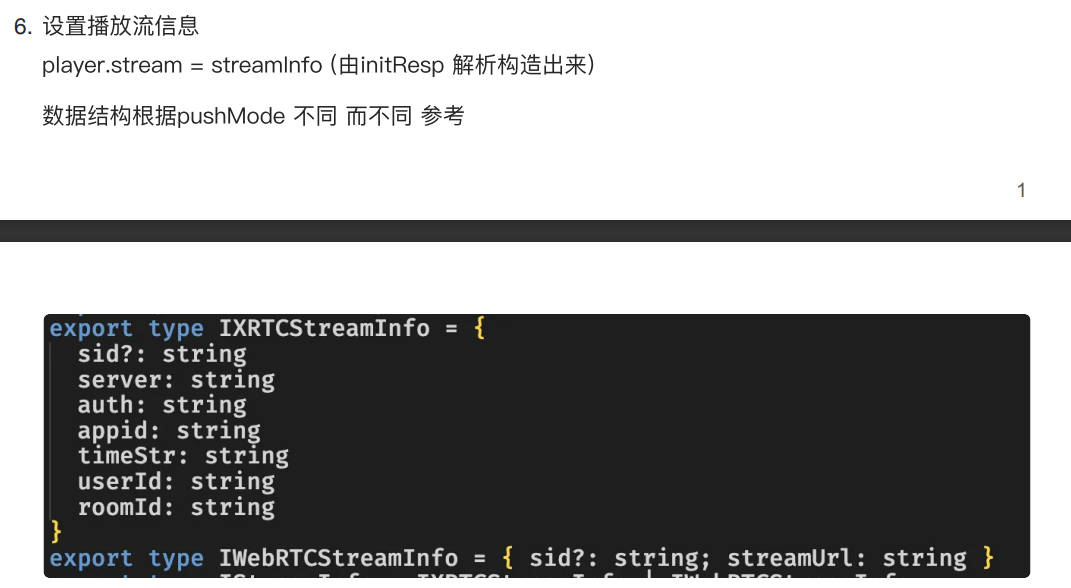 6. 设置播放流信息
player.stream = streamInfo (由initResp 解析构造出来)
数据结构根据pushMode 不同 而不同 参考
1
export type IXRTCStreamInfo = {
sid?: string
server: string
auth: string
appid: string
timeStr: string
userId: string
roomId: string
}
export type IWebRTCStreamInfo = { sid?: string; streamUrl: string }